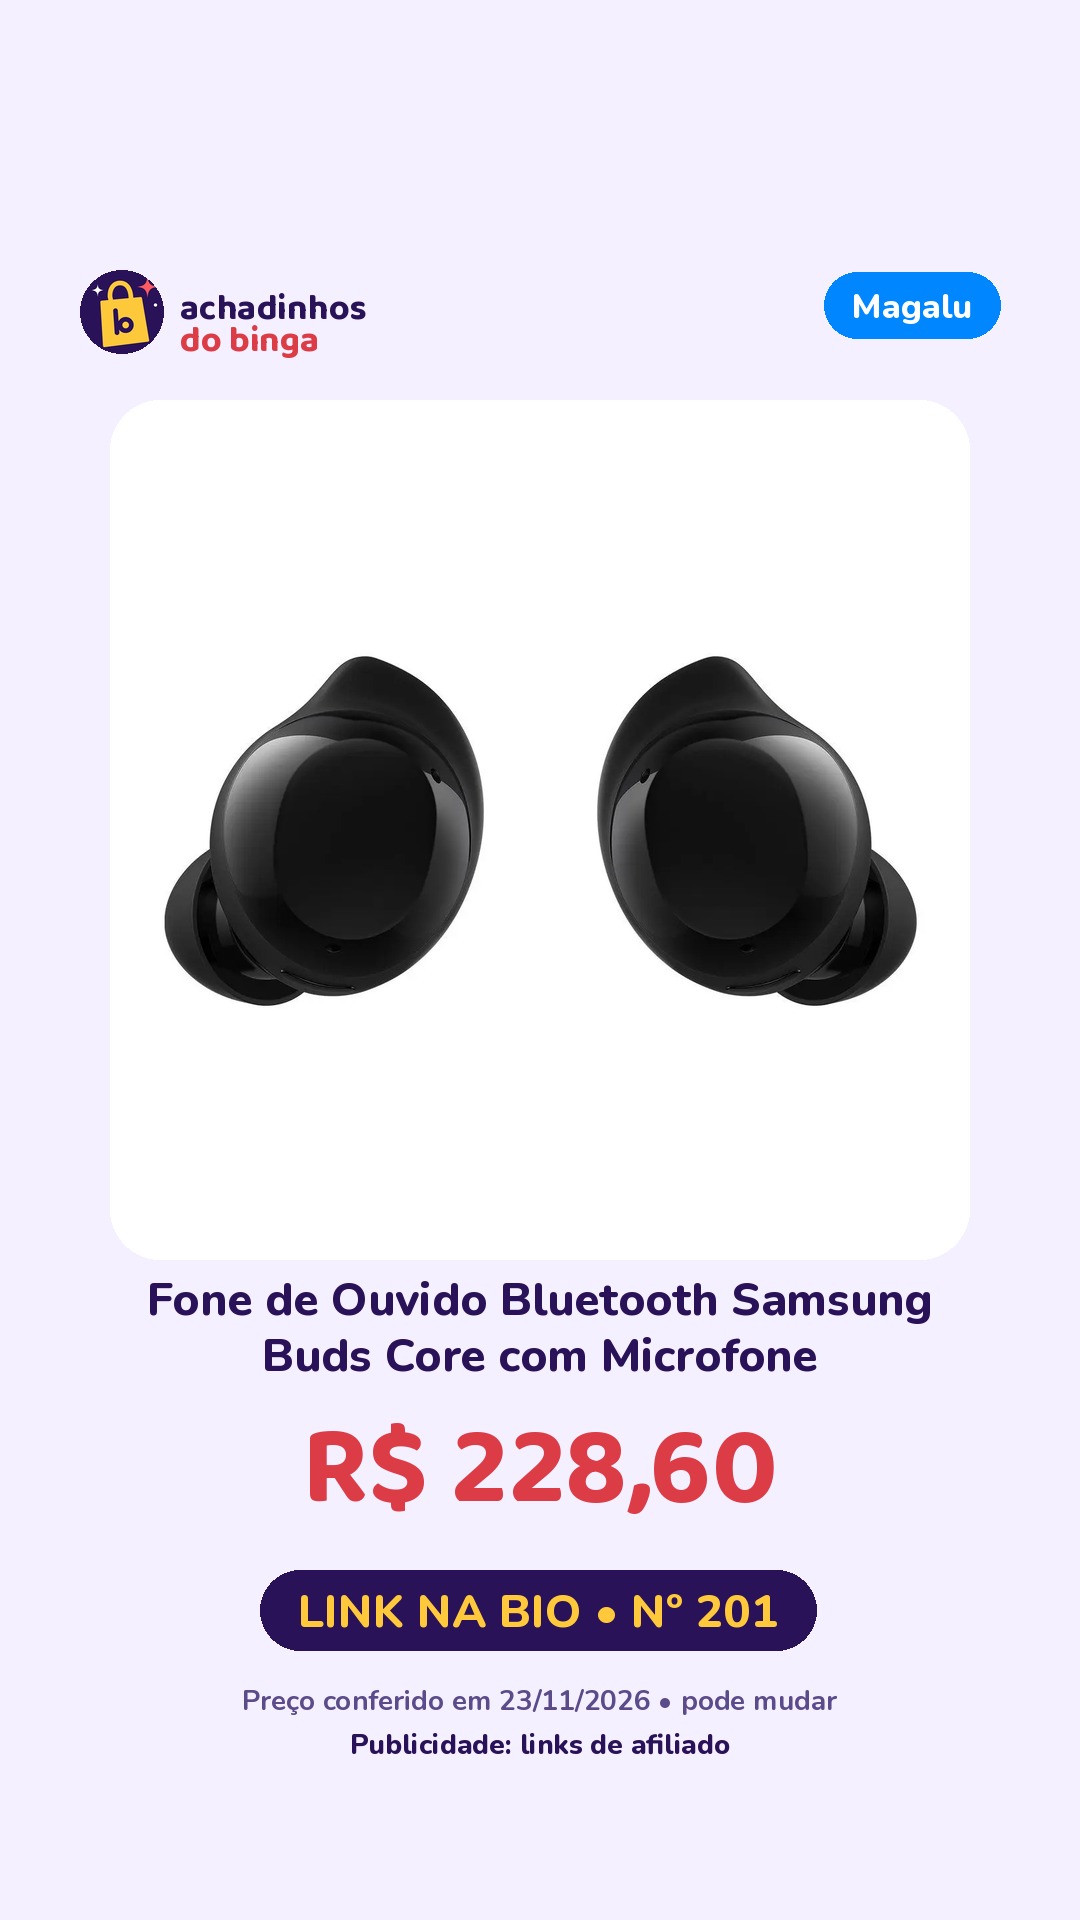 b
achadinhos
do binga
Magalu
Fone de Ouvido Bluetooth Samsung
Buds Core com Microfone
R$ 228,60
LINK NA BIO • Nº 201
Preço conferido em 23/11/2026 • pode mudar
Publicidade: links de afiliado